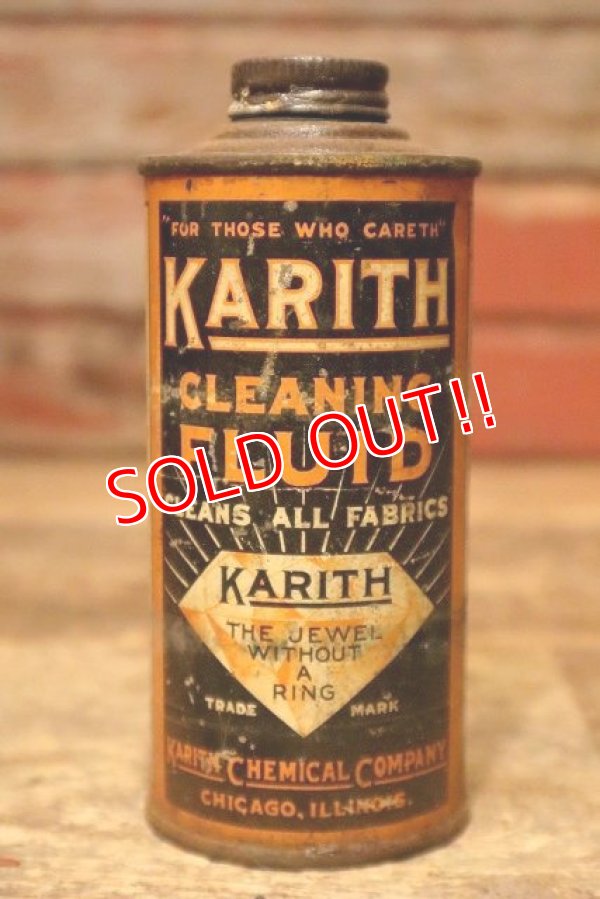 "FOR THOSE WHO CARETH"
KARITH
CLEANING
FLUID
SOLD OUT!!
CLEANS ALL FABRICS
KARITH
THE JEWEL
WITHOUT
A
RING
TRADE MARK
KARITH CHEMICAL COMPANY
CHICAGO, ILLINOIS.